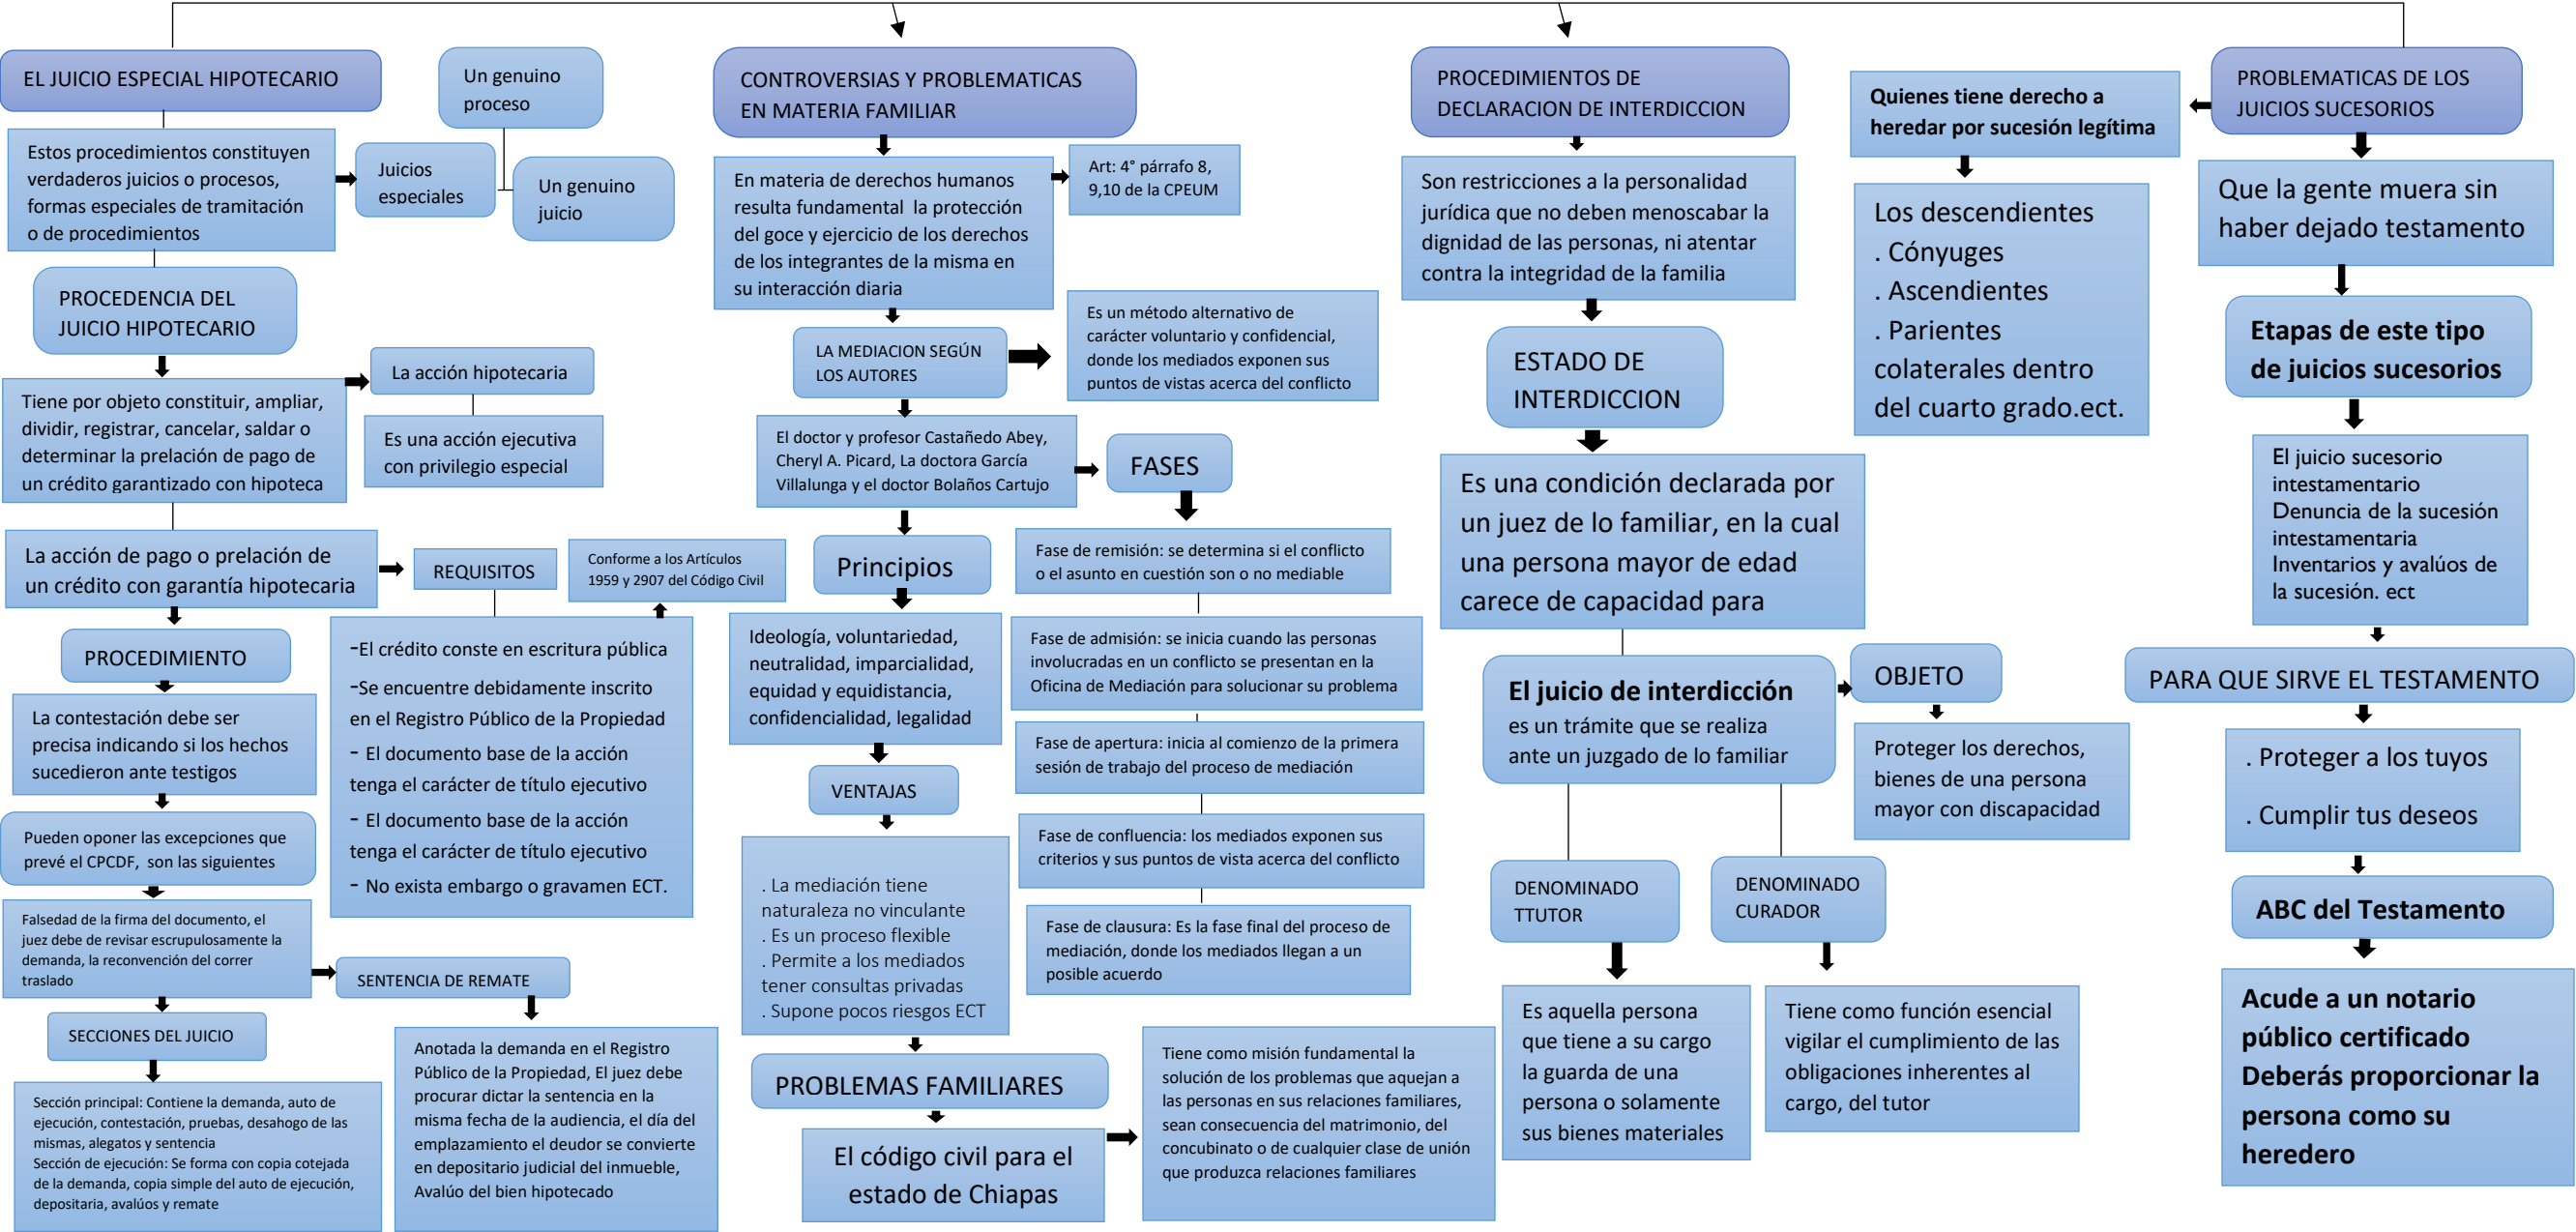 EL JUICIO ESPECIAL HIPOTECARIO
Estos procedimientos constituyen
verdaderos juicios o procesos,
formas especiales de tramitación
o de procedimientos
Juicios
especiales
Un genuino
proceso
Un genuino
juicio
PROCEDENCIA DEL
JUICIO HIPOTECARIO
Tiene por objeto constituir, ampliar,
dividir, registrar, cancelar, saldar o
determinar la prelación de pago de
un crédito garantizado con hipoteca
La acción hipotecaria
Es una acción ejecutiva
con privilegio especial
La acción de pago o prelación de
un crédito con garantía hipotecaria
REQUISITOS
Conforme a los Artículos
1959 y 2907 del Código Civil
-El crédito conste en escritura pública
-Se encuentre debidamente inscrito
en el Registro Público de la Propiedad
- El documento base de la acción
tenga el carácter de título ejecutivo
- El documento base de la acción
tenga el carácter de título ejecutivo
- No exista embargo o gravamen ECT.
PROCEDIMIENTO
La contestación debe ser
precisa indicando si los hechos
sucedieron ante testigos
Pueden oponer las excepciones que
prevé el CPCDF, son las siguientes
Falsedad de la firma del documento, el
juez debe de revisar escrupulosamente la
demanda, la reconvención del correr
traslado
SENTENCIA DE REMATE
Anotada la demanda en el Registro
Público de la Propiedad, El juez debe
procurar dictar la sentencia en la
misma fecha de la audiencia, el día del
emplazamiento el deudor se convierte
en depositario judicial del inmueble,
Avalúo del bien hipotecado
SECCIONES DEL JUICIO
Sección principal: Contiene la demanda, auto de
ejecución, contestación, pruebas, desahogo de las
mismas, alegatos y sentencia
Sección de ejecución: Se forma con copia cotejada
de la demanda, copia simple del auto de ejecución,
depositaria, avalúos y remate
CONTROVERSIAS Y PROBLEMATICAS
EN MATERIA FAMILIAR
En materia de derechos humanos
resulta fundamental la protección
del goce y ejercicio de los derechos
de los integrantes de la misma en
su interacción diaria
Art: 4° párrafo 8,
9,10 de la CPEUM
LA MEDIACION SEGÚN
LOS AUTORES
Es un método alternativo de
carácter voluntario y confidencial,
donde los mediados exponen sus
puntos de vistas acerca del conflicto
El doctor y profesor Castañedo Abey,
Cheryl A. Picard, La doctora García
Villalunga y el doctor Bolaños Cartujo
FASES
Fase de remisión: se determina si el conflicto
o el asunto en cuestión son o no mediable
Fase de admisión: se inicia cuando las personas
involucradas en un conflicto se presentan en la
Oficina de Mediación para solucionar su problema
Fase de apertura: inicia al comienzo de la primera
sesión de trabajo del proceso de mediación
Fase de confluencia: los mediados exponen sus
criterios y sus puntos de vista acerca del conflicto
Fase de clausura: Es la fase final del proceso de
mediación, donde los mediados llegan a un
posible acuerdo
Principios
Ideología, voluntariedad,
neutralidad, imparcialidad,
equidad y equidistancia,
confidencialidad, legalidad
VENTAJAS
. La mediación tiene
naturaleza no vinculante
. Es un proceso flexible
. Permite a los mediados
tener consultas privadas
. Supone pocos riesgos ECT
PROBLEMAS FAMILIARES
El código civil para el
estado de Chiapas
Tiene como misión fundamental la
solución de los problemas que aquejan a
las personas en sus relaciones familiares,
sean consecuencia del matrimonio, del
concubinato o de cualquier clase de unión
que produzca relaciones familiares
PROCEDIMIENTOS DE
DECLARACION DE INTERDICCION
Son restricciones a la personalidad
jurídica que no deben menoscabar la
dignidad de las personas, ni atentar
contra la integridad de la familia
ESTADO DE
INTERDICCION
Es una condición declarada por
un juez de lo familiar, en la cual
una persona mayor de edad
carece de capacidad para
El juicio de interdicción
es un trámite que se realiza
ante un juzgado de lo familiar
OBJETO
Proteger los derechos,
bienes de una persona
mayor con discapacidad
DENOMINADO
TTUTOR
Es aquella persona
que tiene a su cargo
la guarda de una
persona o solamente
sus bienes materiales
DENOMINADO
CURADOR
Tiene como función esencial
vigilar el cumplimiento de las
obligaciones inherentes al
cargo, del tutor
PROBLEMATICAS DE LOS
JUICIOS SUCESORIOS
Quienes tiene derecho a
heredar por sucesión legítima
Los descendientes
. Cónyuges
. Ascendientes
. Parientes
colaterales dentro
del cuarto grado.ect.
Que la gente muera sin
haber dejado testamento
Etapas de este tipo
de juicios sucesorios
El juicio sucesorio
intestamentario
Denuncia de la sucesión
intestamentaria
Inventarios y avalúos de
la sucesión. ect
PARA QUE SIRVE EL TESTAMENTO
. Proteger a los tuyos
. Cumplir tus deseos
ABC del Testamento
Acude a un notario
público certificado
Deberás proporcionar la
persona como su
heredero